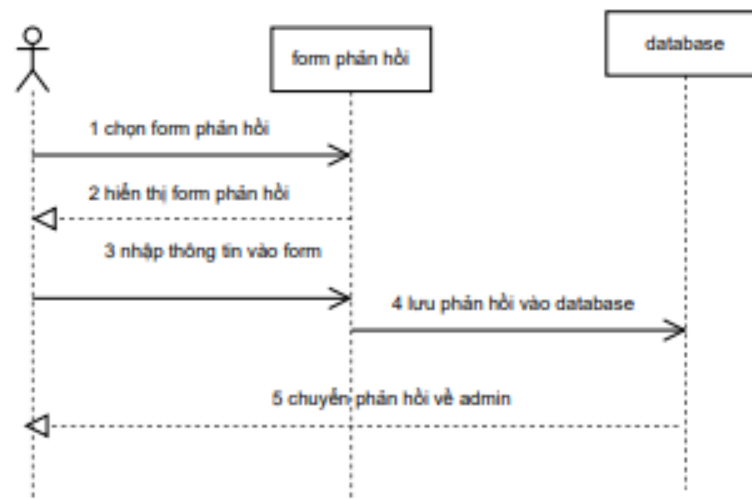 form phản hồi
database
1 chọn form phản hồi
2 hiển thị form phản hồi
3 nhập thông tin vào form
4 lưu phản hồi vào database
5 chuyển phản hồi về admin